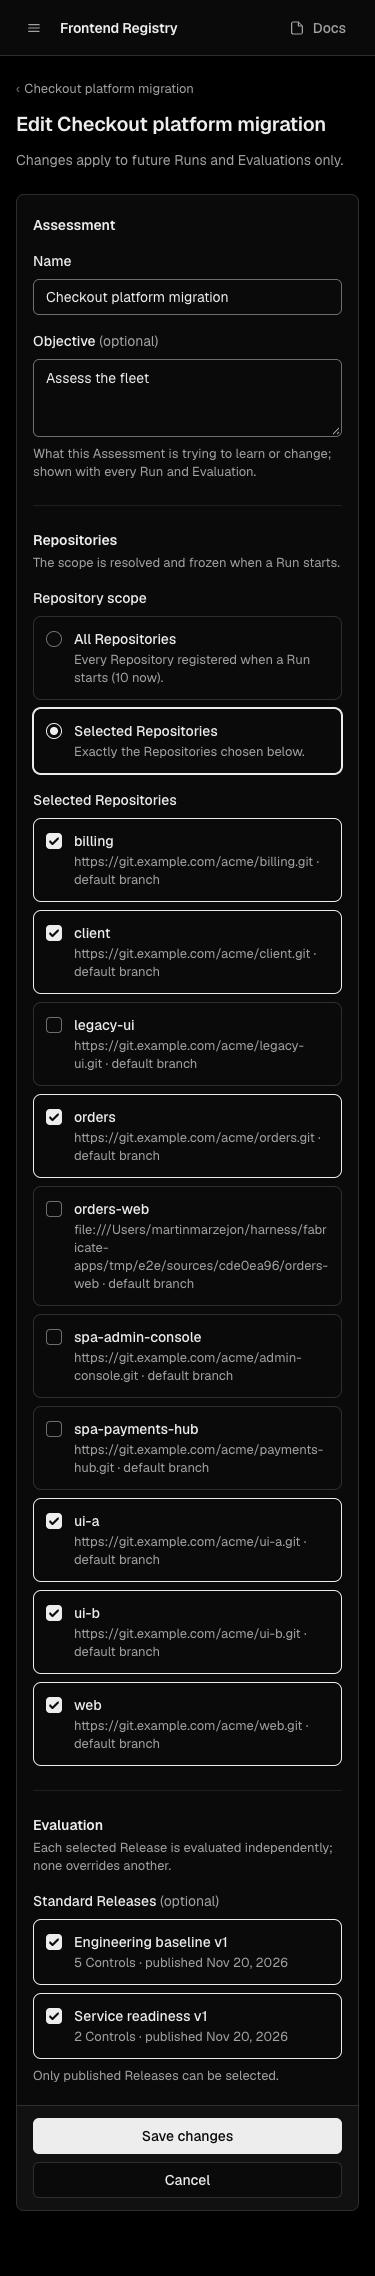 Frontend Registry
Docs
‹ Checkout platform migration
Edit Checkout platform migration
Changes apply to future Runs and Evaluations only.
Assessment
Name
Checkout platform migration
Objective (optional)
Assess the fleet
What this Assessment is trying to learn or change;
shown with every Run and Evaluation.
Repositories
The scope is resolved and frozen when a Run starts.
Repository scope
All Repositories
Every Repository registered when a Run
starts (10 now).
Selected Repositories
Exactly the Repositories chosen below.
Selected Repositories
billing
https://git.example.com/acme/billing.git ·
default branch
client
https://git.example.com/acme/client.git ·
default branch
legacy-ui
https://git.example.com/acme/legacy-
ui.git · default branch
orders
https://git.example.com/acme/orders.git ·
default branch
orders-web
file:///Users/martinmarzejon/harness/fabr
icate-
apps/tmp/e2e/sources/cde0ea96/orders-
web · default branch
spa-admin-console
https://git.example.com/acme/admin-
console.git · default branch
spa-payments-hub
https://git.example.com/acme/payments-
hub.git · default branch
ui-a
https://git.example.com/acme/ui-a.git ·
default branch
ui-b
https://git.example.com/acme/ui-b.git ·
default branch
web
https://git.example.com/acme/web.git ·
default branch
Evaluation
Each selected Release is evaluated independently;
none overrides another.
Standard Releases (optional)
Engineering baseline v1
5 Controls · published Nov 20, 2026
Service readiness v1
2 Controls · published Nov 20, 2026
Only published Releases can be selected.
Save changes
Cancel